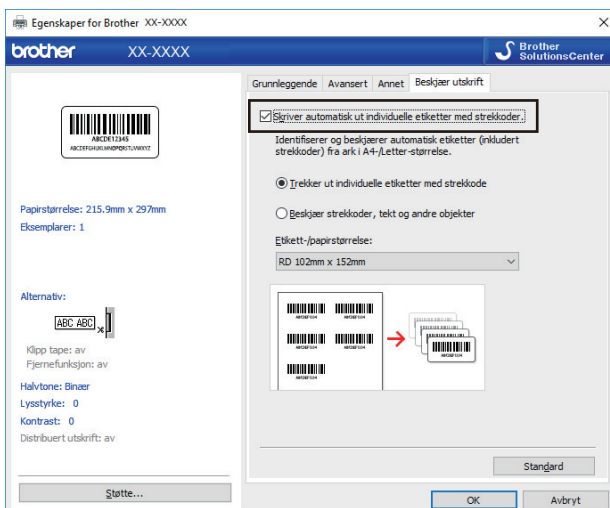 Egenskaper for Brother XX-XXXX
brother XX-XXXX
Brother
SolutionsCenter
Grunnleggende Avansert Annet Beskjær utskrift
Skriver automatisk ut individuelle etiketter med strekkoder.
Identifiserer og beskjærer automatisk etiketter (inkludert
strekkoder) fra ark i A4-/Letter-størrelse.
Trekker ut individuelle etiketter med strekkode
Beskjær strekkoder, tekt og andre objekter
Etikett-/papirstørrelse:
RD 102mm x 152mm
ABCDE12345
Papirstørrelse: 215.9mm x 297mm
Eksemplarer: 1
Alternativ:
ABC ABC
Klipp tape: av
Fjernefunksjon: av
Halvtone: Binær
Lysstyrke: 0
Kontrast: 0
Distribuert utskrift: av
Støtte...
Standard
OK Avbryt